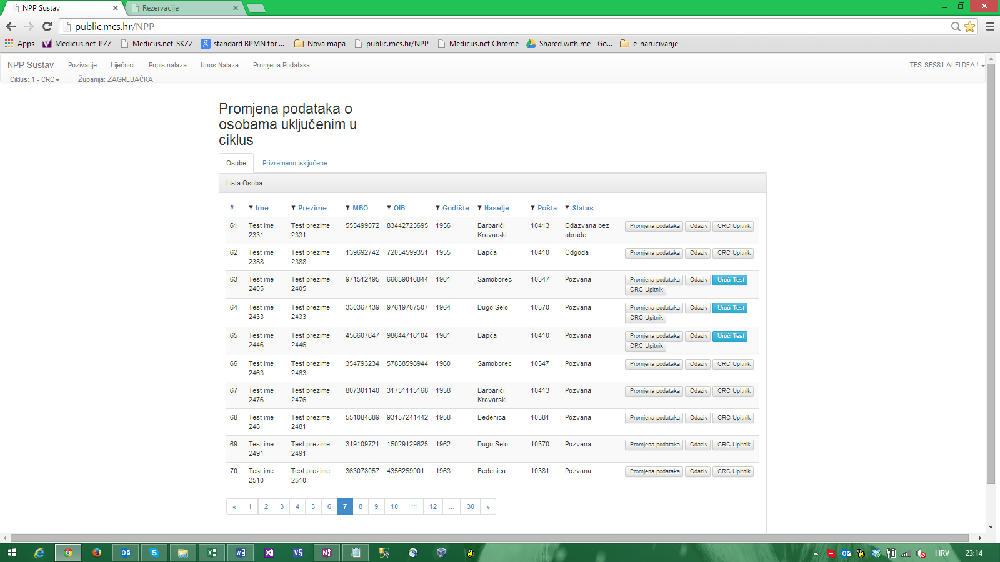 NPP Sustav
Rezervacije
public.mcs.hr/NPP
Apps Medicus.net_PZZ Medicus.net_SKZZ standard BPMN for ... Nova mapa public.mcs.hr/NPP Medicus.net Chrome Shared with me - Go... e-narucivanje
NPP Sustav Pozivanje Liječnici Popis nalaza Unos Nalaza Promjena Podataka TES-SES81 ALFI DEA !
Ciklus: 1 - CRC Županija: ZAGREBAČKA
Promjena podataka o
osobama uključenim u
ciklus
Osobe Privremeno isključene
Lista Osoba
# Ime Prezime MBO OIB Godište Naselje Pošta Status
61 Test ime 2331 Test prezime 2331 555499072 83442723695 1956 Barbarići Kravarski 10413 Odazvana bez obrade Promjena podataka Odaziv CRC Upitnik
62 Test ime 2388 Test prezime 2388 139692742 72054599351 1955 Bapča 10410 Odgoda Promjena podataka Odaziv CRC Upitnik
63 Test ime 2405 Test prezime 2405 971512495 66659016844 1961 Samoborec 10347 Pozvana Promjena podataka Odaziv Uruči Test CRC Upitnik
64 Test ime 2433 Test prezime 2433 330367439 97619707507 1964 Dugo Selo 10370 Pozvana Promjena podataka Odaziv Uruči Test CRC Upitnik
65 Test ime 2446 Test prezime 2446 456607647 98644716104 1961 Bapča 10410 Pozvana Promjena podataka Odaziv Uruči Test CRC Upitnik
66 Test ime 2463 Test prezime 2463 354793234 57838598944 1960 Samoborec 10347 Pozvana Promjena podataka Odaziv CRC Upitnik
67 Test ime 2476 Test prezime 2476 807301140 31751115168 1958 Barbarići Kravarski 10413 Pozvana Promjena podataka Odaziv CRC Upitnik
68 Test ime 2481 Test prezime 2481 551084889 93157241442 1958 Bedenica 10381 Pozvana Promjena podataka Odaziv CRC Upitnik
69 Test ime 2491 Test prezime 2491 319109721 15029129625 1962 Dugo Selo 10370 Pozvana Promjena podataka Odaziv CRC Upitnik
70 Test ime 2510 Test prezime 2510 363078057 4356259901 1963 Bedenica 10381 Pozvana Promjena podataka Odaziv CRC Upitnik
« 1 2 3 4 5 6 7 8 9 10 11 12 ... 30 »
HRV 23:14